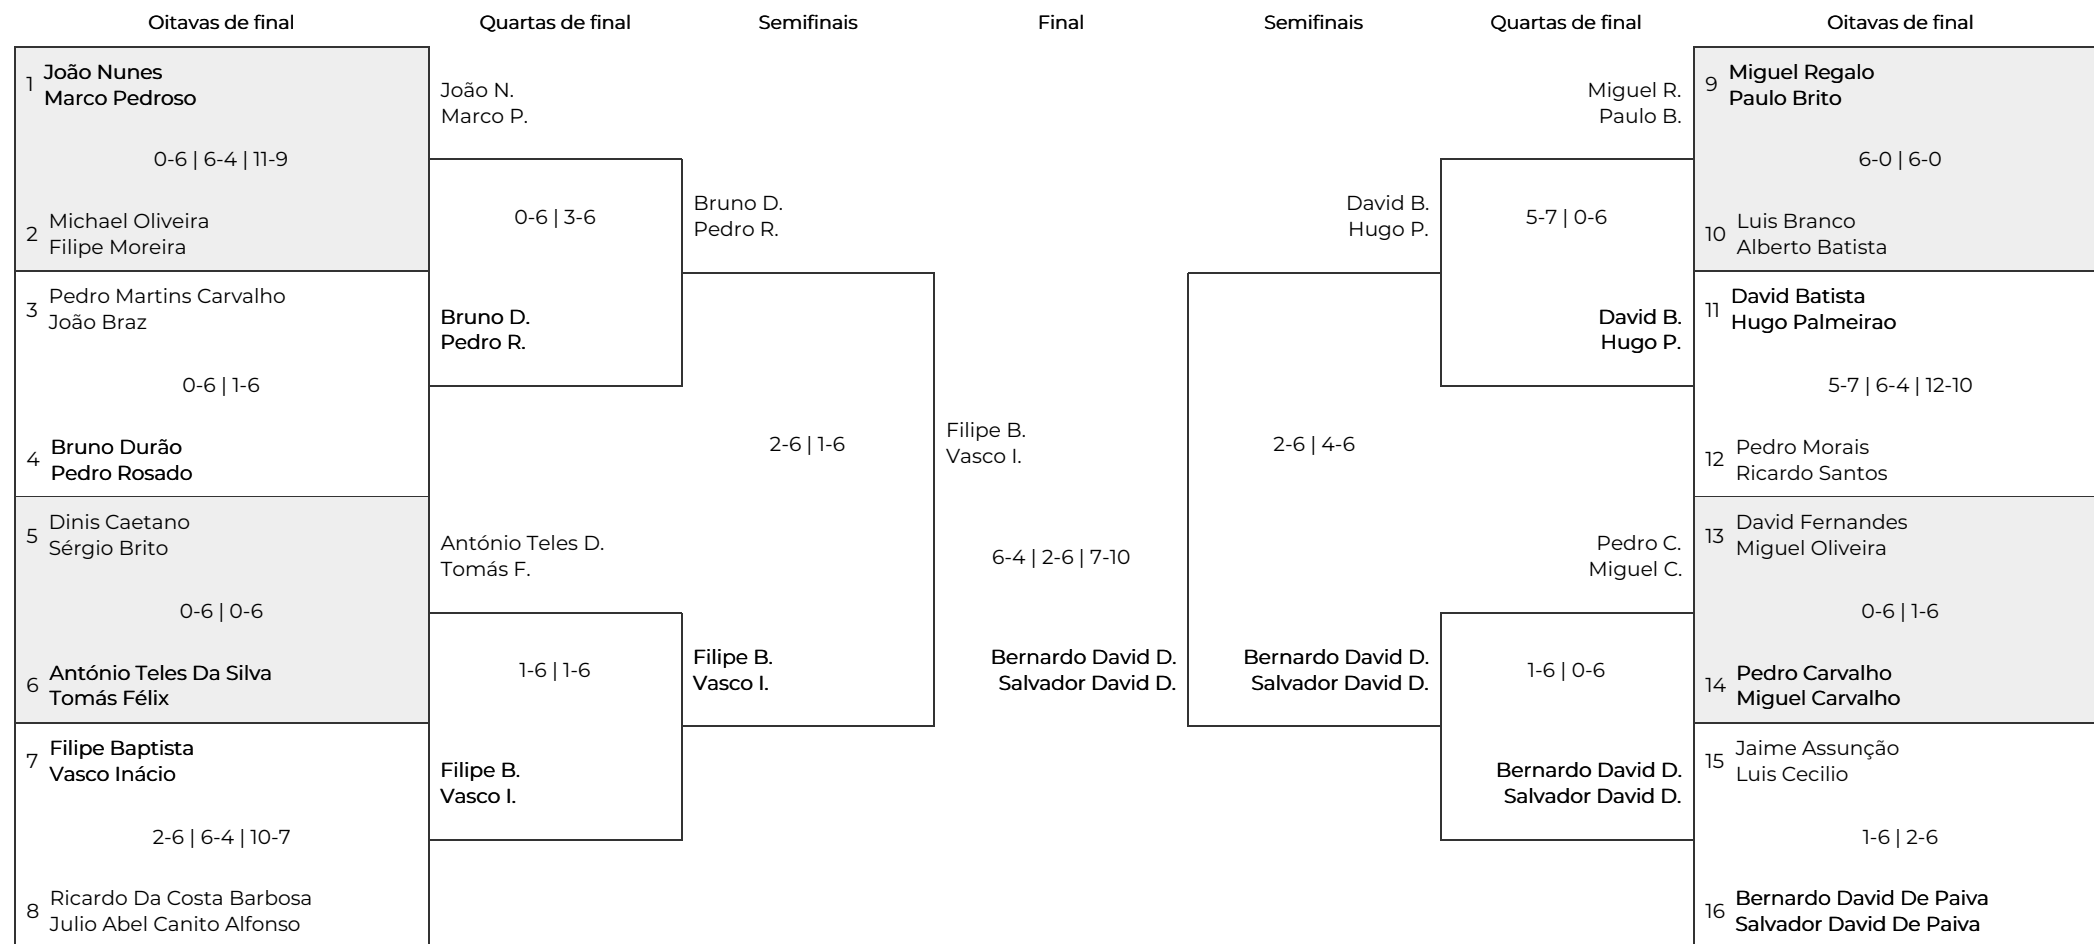 Oitavas de final
Quartas de final
Semifinais
Final
Semifinais
Quartas de final
Oitavas de final
1
João Nunes
Marco Pedroso
0-6 | 6-4 | 11-9
2
Michael Oliveira
Filipe Moreira
3
Pedro Martins Carvalho
João Braz
0-6 | 1-6
4
Bruno Durão
Pedro Rosado
5
Dinis Caetano
Sérgio Brito
0-6 | 0-6
6
António Teles Da Silva
Tomás Félix
7
Filipe Baptista
Vasco Inácio
2-6 | 6-4 | 10-7
8
Ricardo Da Costa Barbosa
Julio Abel Canito Alfonso
João N.
Marco P.
0-6 | 3-6
Bruno D.
Pedro R.
António Teles D.
Tomás F.
1-6 | 1-6
Filipe B.
Vasco I.
Bruno D.
Pedro R.
2-6 | 1-6
Filipe B.
Vasco I.
Filipe B.
Vasco I.
6-4 | 2-6 | 7-10
Bernardo David D.
Salvador David D.
David B.
Hugo P.
2-6 | 4-6
Bernardo David D.
Salvador David D.
Miguel R.
Paulo B.
5-7 | 0-6
David B.
Hugo P.
Pedro C.
Miguel C.
1-6 | 0-6
Bernardo David D.
Salvador David D.
9
Miguel Regalo
Paulo Brito
6-0 | 6-0
10
Luis Branco
Alberto Batista
11
David Batista
Hugo Palmeirao
5-7 | 6-4 | 12-10
12
Pedro Morais
Ricardo Santos
13
David Fernandes
Miguel Oliveira
0-6 | 1-6
14
Pedro Carvalho
Miguel Carvalho
15
Jaime Assunção
Luis Cecilio
1-6 | 2-6
16
Bernardo David De Paiva
Salvador David De Paiva